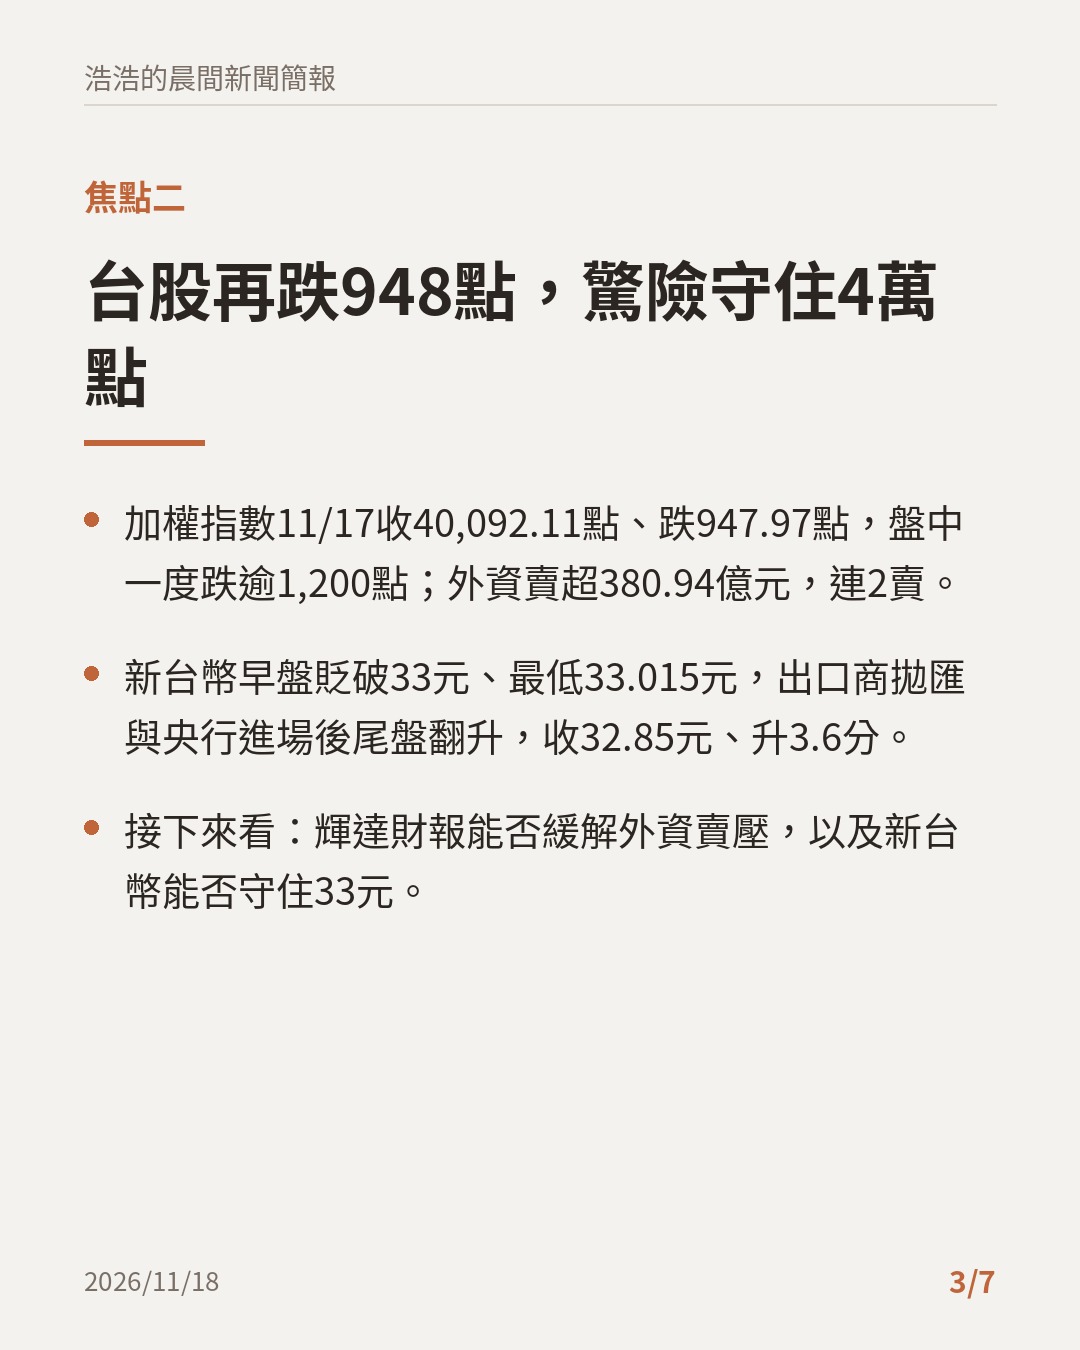 浩浩的晨間新聞簡報
焦點二
台股再跌948點，驚險守住4萬
點
加權指數11/17收40,092.11點、跌947.97點，盤中
一度跌逾1,200點；外資賣超380.94億元，連2賣。
新台幣早盤貶破33元、最低33.015元，出口商拋匯
與央行進場後尾盤翻升，收32.85元、升3.6分。
接下來看：輝達財報能否緩解外資賣壓，以及新台
幣能否守住33元。
2026/11/18
3/7